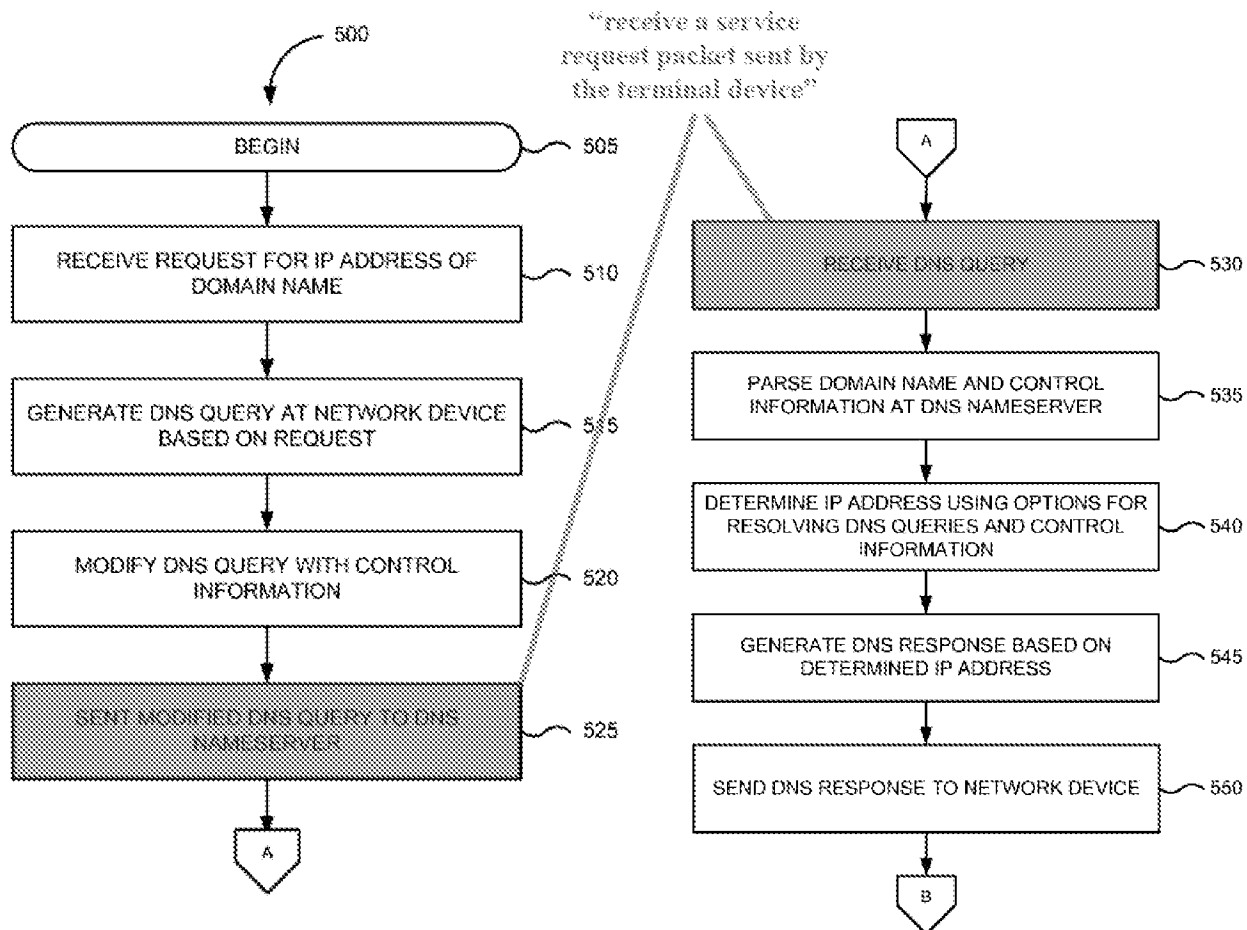 500
"receive a service
request packet sent by
the terminal device"
BEGIN
505
RECEIVE REQUEST FOR IP ADDRESS OF
DOMAIN NAME
510
GENERATE DNS QUERY AT NETWORK DEVICE
BASED ON REQUEST
515
MODIFY DNS QUERY WITH CONTROL
INFORMATION
520
SENT MODIFIED DNS QUERY TO DNS
NAMESERVER
525
A
A
RECEIVE DNS QUERY
530
PARSE DOMAIN NAME AND CONTROL
INFORMATION AT DNS NAMESERVER
535
DETERMINE IP ADDRESS USING OPTIONS FOR
RESOLVING DNS QUERIES AND CONTROL
INFORMATION
540
GENERATE DNS RESPONSE BASED ON
DETERMINED IP ADDRESS
545
SEND DNS RESPONSE TO NETWORK DEVICE
550
B